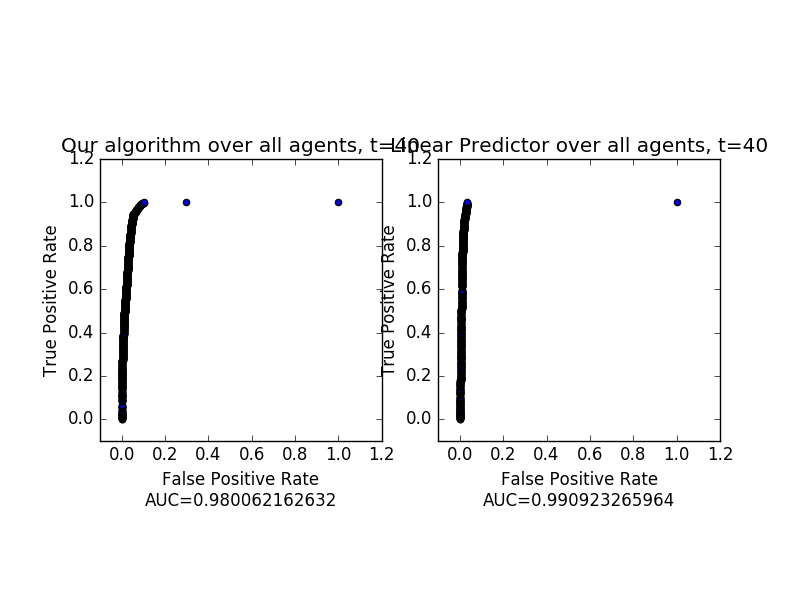 Our algorithm over all agents, t=40
Linear Predictor over all agents, t=40
True Positive Rate
1.2
1.0
0.8
0.6
0.4
0.2
0.0
0.0 0.2 0.4 0.6 0.8 1.0 1.2
False Positive Rate
AUC=0.980062162632
True Positive Rate
1.2
1.0
0.8
0.6
0.4
0.2
0.0
0.0 0.2 0.4 0.6 0.8 1.0 1.2
False Positive Rate
AUC=0.990923265964